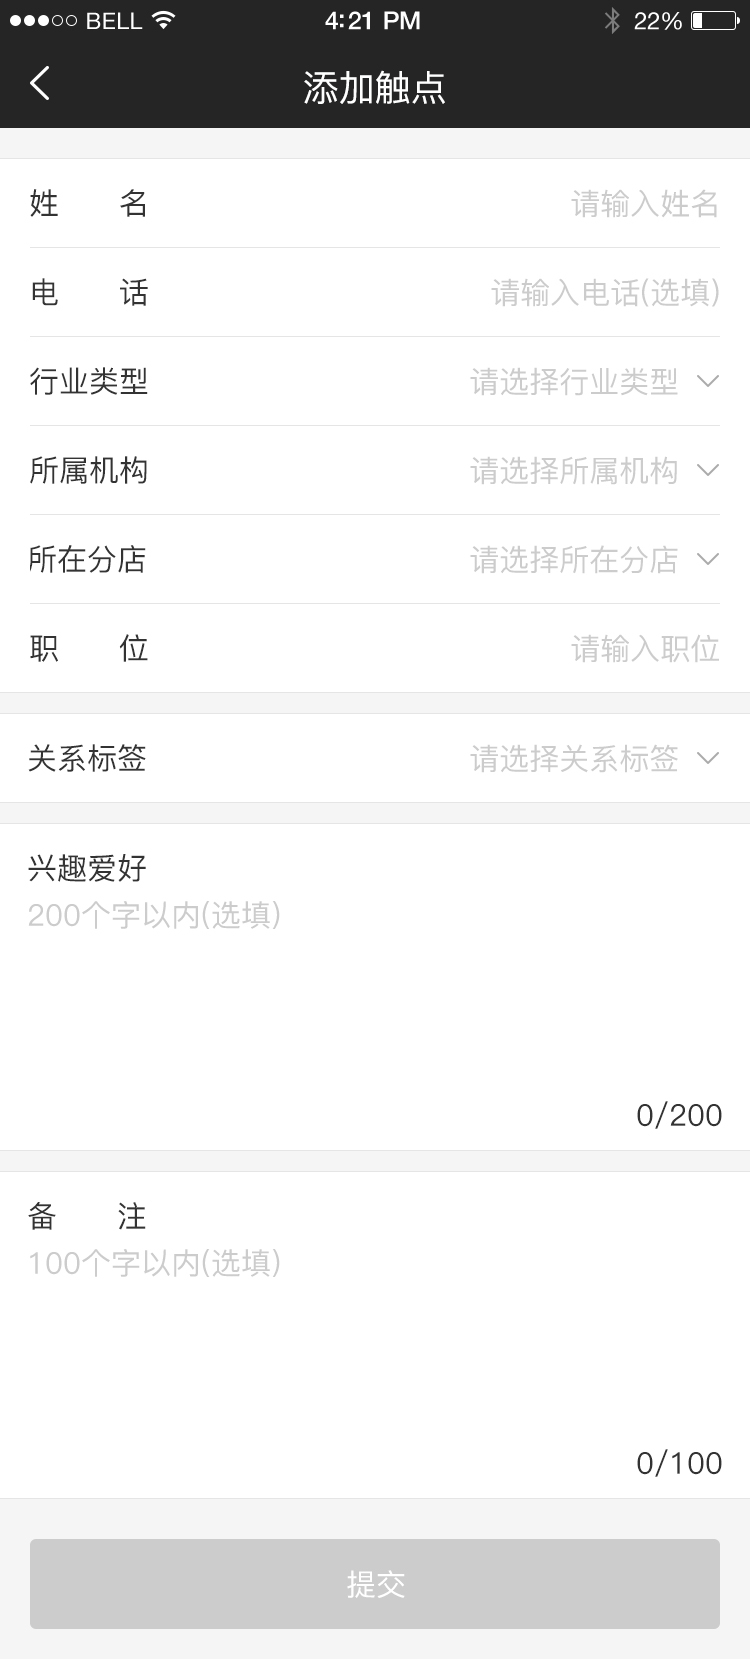 BELL 4:21 PM 22%
添加触点
姓 名 请输入姓名
电 话 请输入电话(选填)
行业类型 请选择行业类型
所属机构 请选择所属机构
所在分店 请选择所在分店
职 位 请输入职位
关系标签 请选择关系标签
兴趣爱好
200个字以内(选填)
0/200
备 注
100个字以内(选填)
0/100
提交